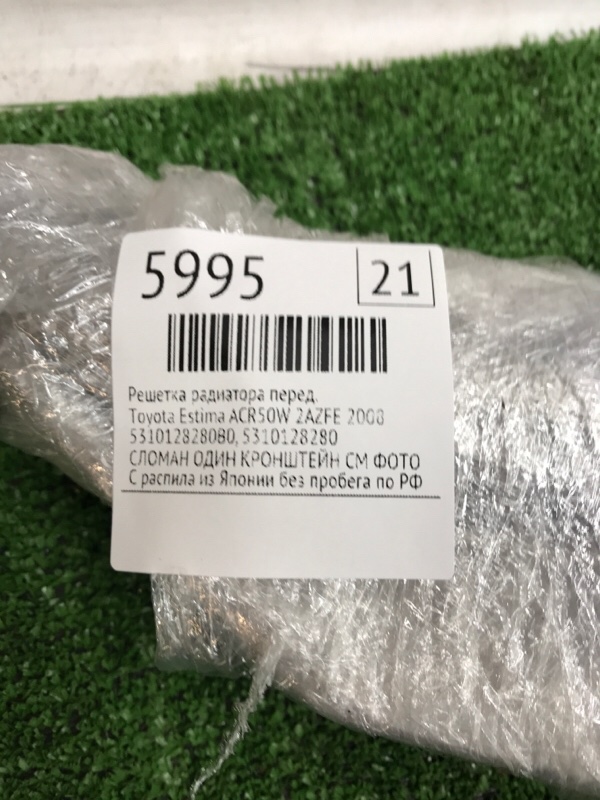 5995
21
Решетка радиатора перед.
Toyota Estima ACR50W 2AZFE 2008
531012828080, 5310128280
СЛОМАН ОДИН КРОНШТЕЙН СМ ФОТО
С распила из Японии без пробега по РФ